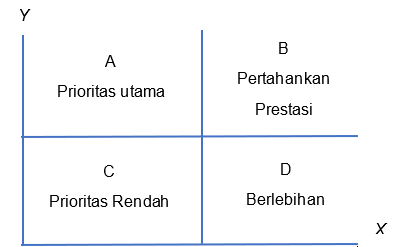 Y
A
Prioritas utama
B
Pertahankan
Prestasi
C
Prioritas Rendah
D
Berlebihan
X